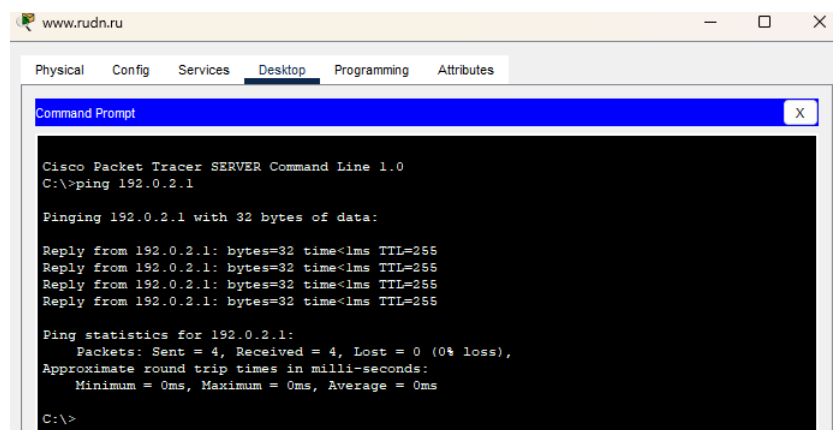 www.rudn.ru
Physical Config Services Desktop Programming Attributes
Command Prompt
X
Cisco Packet Tracer SERVER Command Line 1.0
C:\>ping 192.0.2.1
Pinging 192.0.2.1 with 32 bytes of data:
Reply from 192.0.2.1: bytes=32 time<1ms TTL=255
Reply from 192.0.2.1: bytes=32 time<1ms TTL=255
Reply from 192.0.2.1: bytes=32 time<1ms TTL=255
Reply from 192.0.2.1: bytes=32 time<1ms TTL=255
Ping statistics for 192.0.2.1:
Packets: Sent = 4, Received = 4, Lost = 0 (0% loss),
Approximate round trip times in milli-seconds:
Minimum = 0ms, Maximum = 0ms, Average = 0ms
C:\>